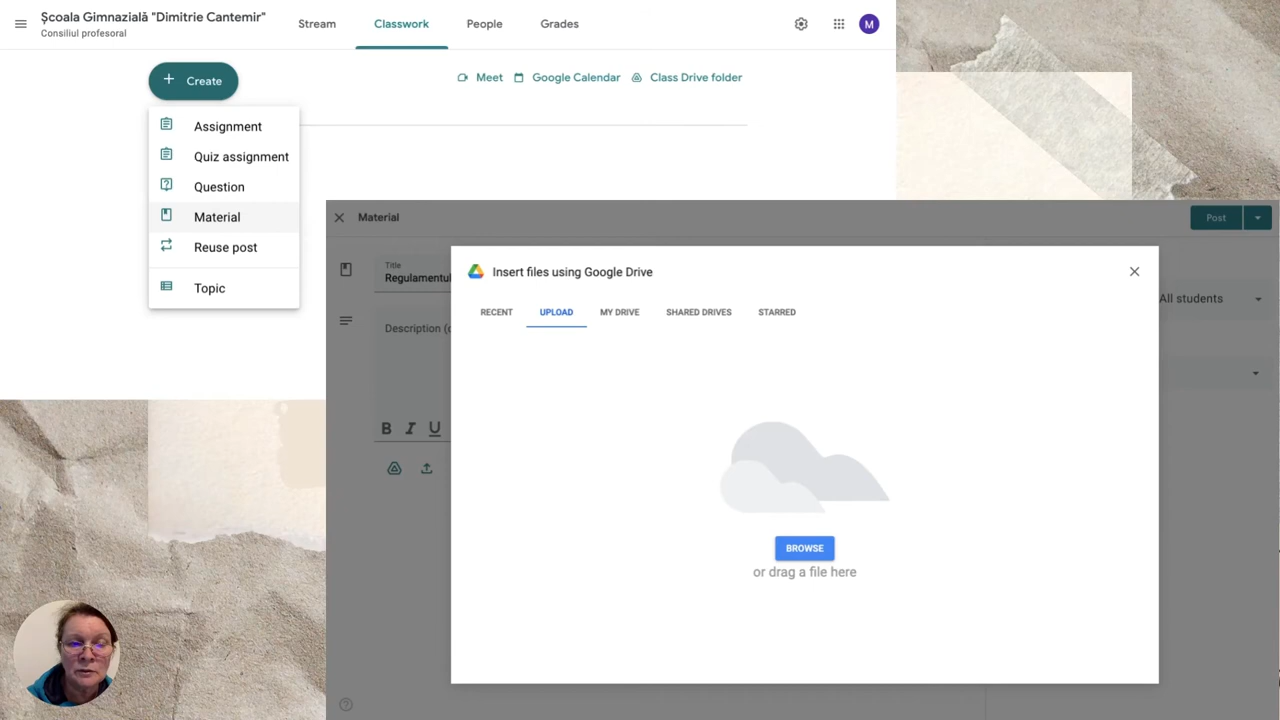 Școala Gimnazială "Dimitrie Cantemir"
Consiliul profesoral
Stream
Classwork
People
Grades
M
Create
Meet
Google Calendar
Class Drive folder
Assignment
Quiz assignment
Question
Material
Reuse post
Topic
Material
Post
Title
Regulamentul
Description (o
B I U
All students
Insert files using Google Drive
RECENT
UPLOAD
MY DRIVE
SHARED DRIVES
STARRED
BROWSE
or drag a file here